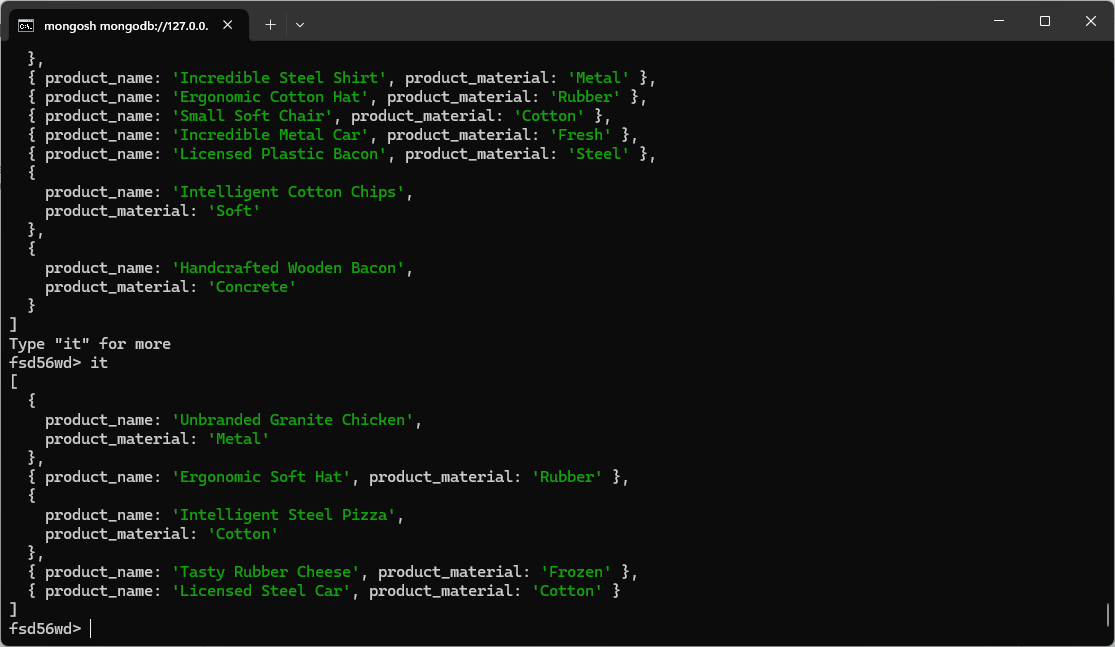 mongosh mongodb://127.0.0.
  },
  { product_name: 'Incredible Steel Shirt', product_material: 'Metal' },
  { product_name: 'Ergonomic Cotton Hat', product_material: 'Rubber' },
  { product_name: 'Small Soft Chair', product_material: 'Cotton' },
  { product_name: 'Incredible Metal Car', product_material: 'Fresh' },
  { product_name: 'Licensed Plastic Bacon', product_material: 'Steel' },
  {
    product_name: 'Intelligent Cotton Chips',
    product_material: 'Soft'
  },
  {
    product_name: 'Handcrafted Wooden Bacon',
    product_material: 'Concrete'
  }
]
Type "it" for more
fsd56wd> it
[
  {
    product_name: 'Unbranded Granite Chicken',
    product_material: 'Metal'
  },
  { product_name: 'Ergonomic Soft Hat', product_material: 'Rubber' },
  {
    product_name: 'Intelligent Steel Pizza',
    product_material: 'Cotton'
  },
  { product_name: 'Tasty Rubber Cheese', product_material: 'Frozen' },
  { product_name: 'Licensed Steel Car', product_material: 'Cotton' }
]
fsd56wd>